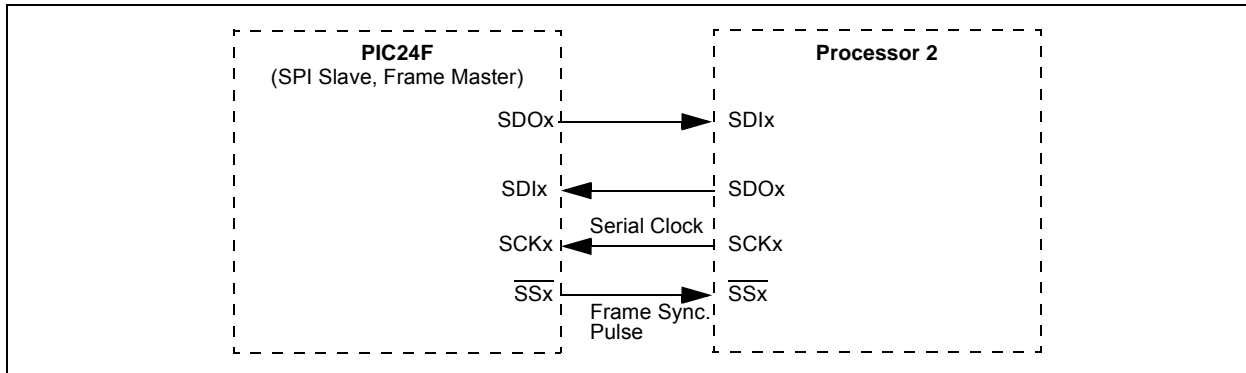 PIC24F
(SPI Slave, Frame Master)
Processor 2
SDOx
SDIx
SDIx
SDOx
Serial Clock
SCKx
SCKx
SSx
SSx
Frame Sync.
Pulse